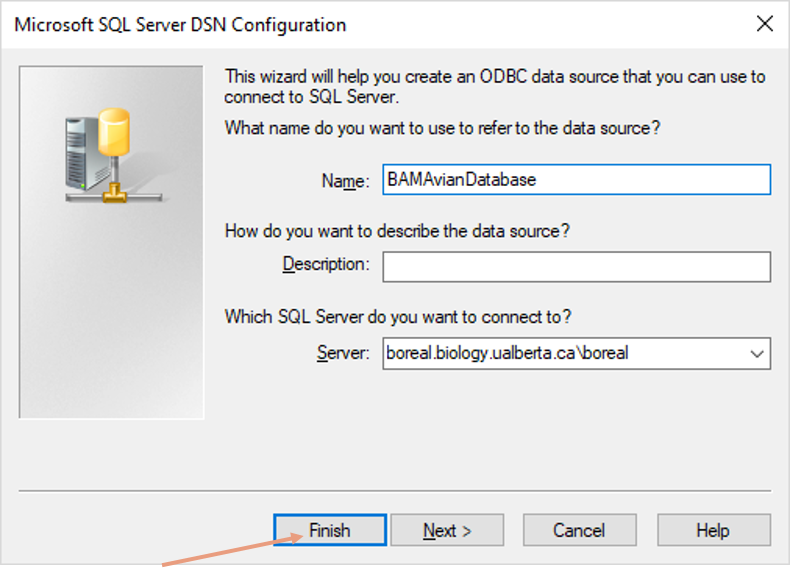 Microsoft SQL Server DSN Configuration
This wizard will help you create an ODBC data source that you can use to
connect to SQL Server.
What name do you want to use to refer to the data source?
Name: BAMAvianDatabase
How do you want to describe the data source?
Description:
Which SQL Server do you want to connect to?
Server: boreal.biology.ualberta.ca\boreal
Finish Next > Cancel Help